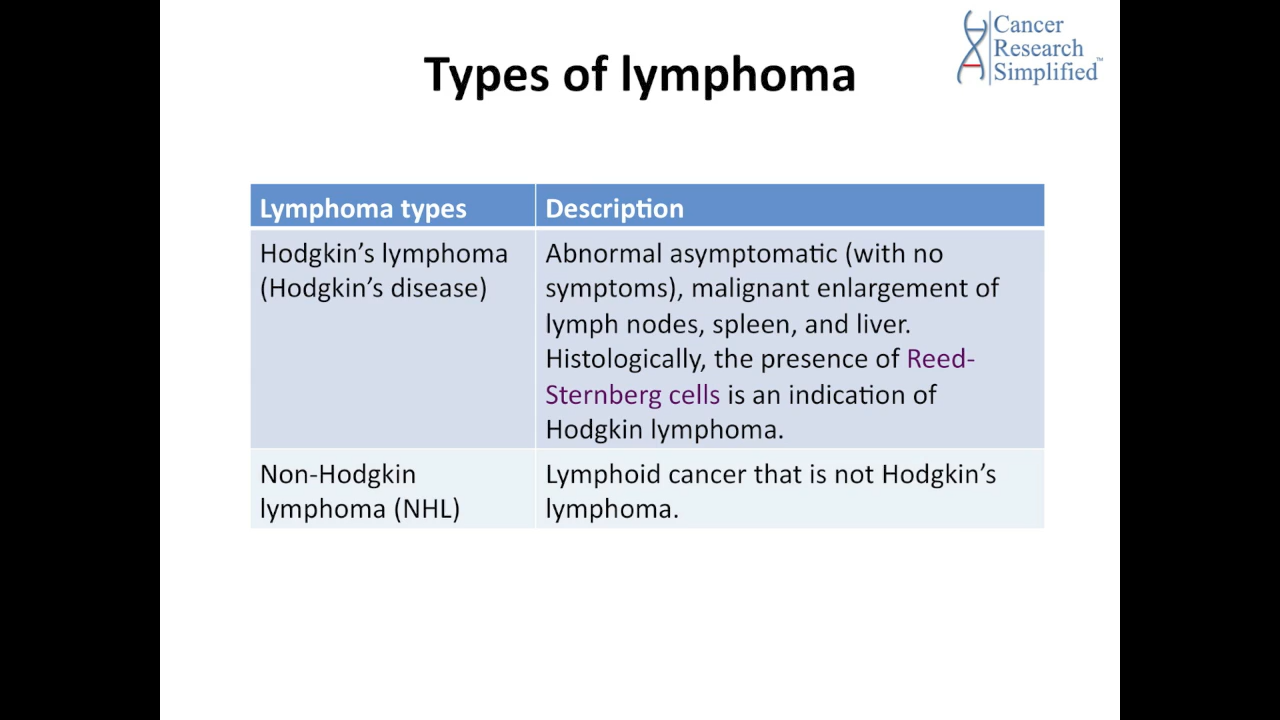 Cancer
Research
Simplified™
Types of lymphoma
Lymphoma types
Description
Hodgkin’s lymphoma
(Hodgkin’s disease)
Abnormal asymptomatic (with no
symptoms), malignant enlargement of
lymph nodes, spleen, and liver.
Histologically, the presence of Reed-
Sternberg cells is an indication of
Hodgkin lymphoma.
Non-Hodgkin
lymphoma (NHL)
Lymphoid cancer that is not Hodgkin’s
lymphoma.